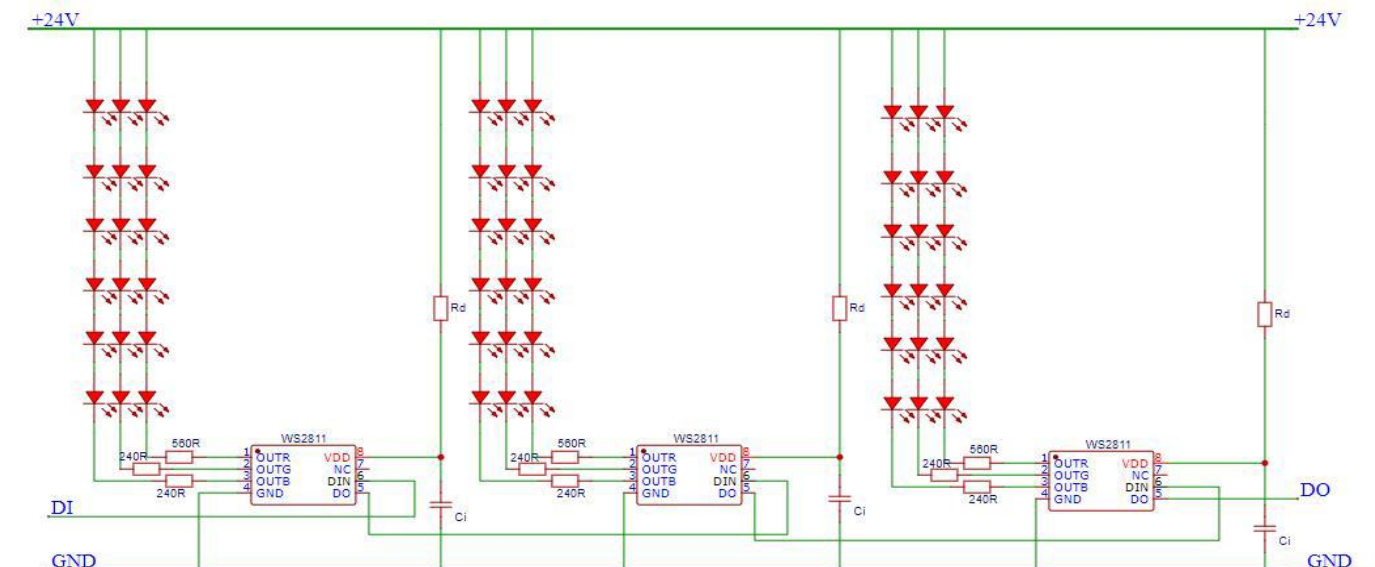 +24V +24V
Rd Rd Rd
WS2811 WS2811 WS2811
560R 1 OUTR VDD 8 560R 1 OUTR VDD 8 560R 1 OUTR VDD 8
240R 2 OUTG NC 7 240R 2 OUTG NC 7 240R 2 OUTG NC 7
3 OUTB DIN 6 3 OUTB DIN 6 3 OUTB DIN 6
240R 4 GND DO 5 240R 4 GND DO 5 240R 4 GND DO 5
DI Ci Ci Ci DO
GND GND